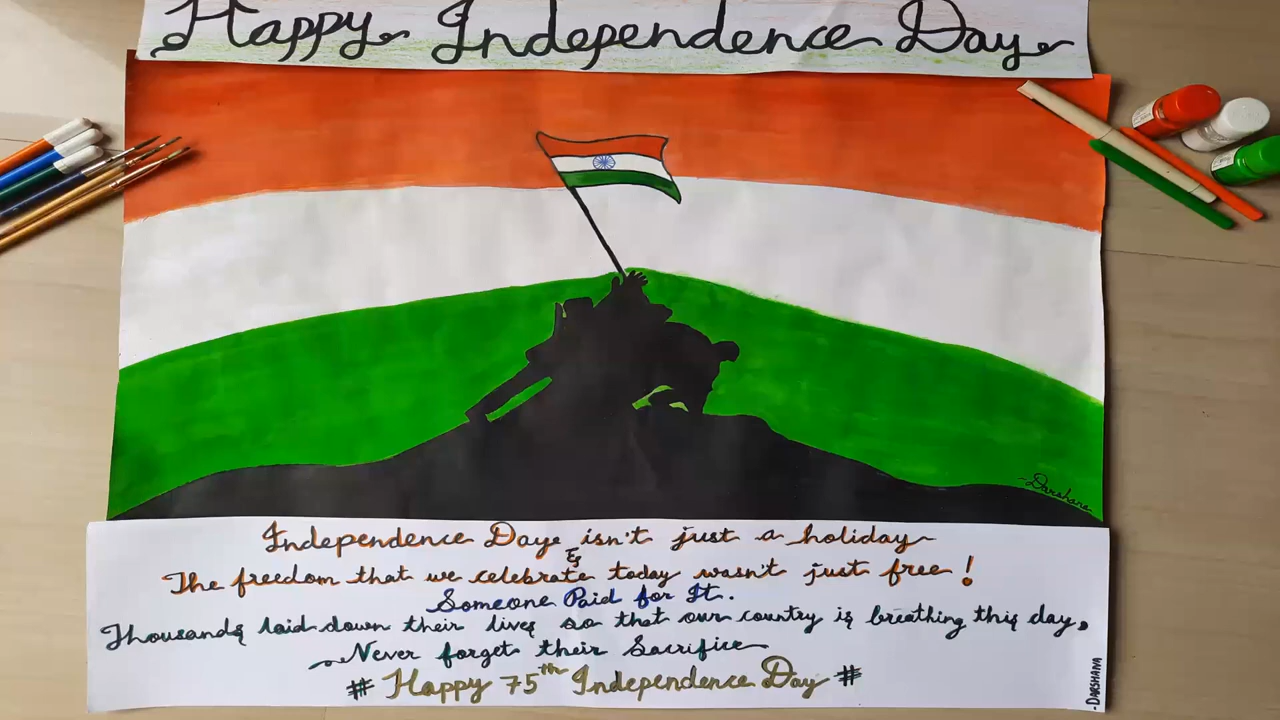 Happy Independence Day
~Darshana
Independence Day isn't just a holiday
&
The freedom that we celebrate today wasn't just free!
Someone Paid for It.
Thousands laid down their lives so that our country is breathing this day,
Never forget their Sacrifice
# Happy 75th Independence Day #
-DARSHANA